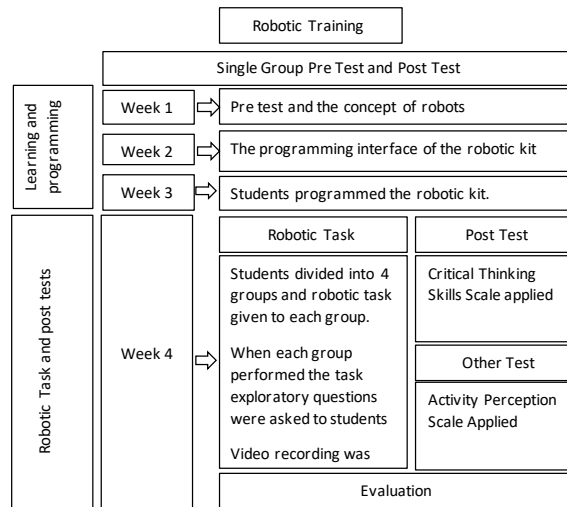 Robotic Training
Single Group Pre Test and Post Test
Learning and
programming
Week 1
Pre test and the concept of robots
Week 2
The programming interface of the robotic kit
Week 3
Students programmed the robotic kit.
Robotic Task and post tests
Week 4
Robotic Task
Students divided into 4
groups and robotic task
given to each group.
When each group
performed the task
exploratory questions
were asked to students
Video recording was
Post Test
Critical Thinking
Skills Scale applied
Other Test
Activity Perception
Scale Applied
Evaluation